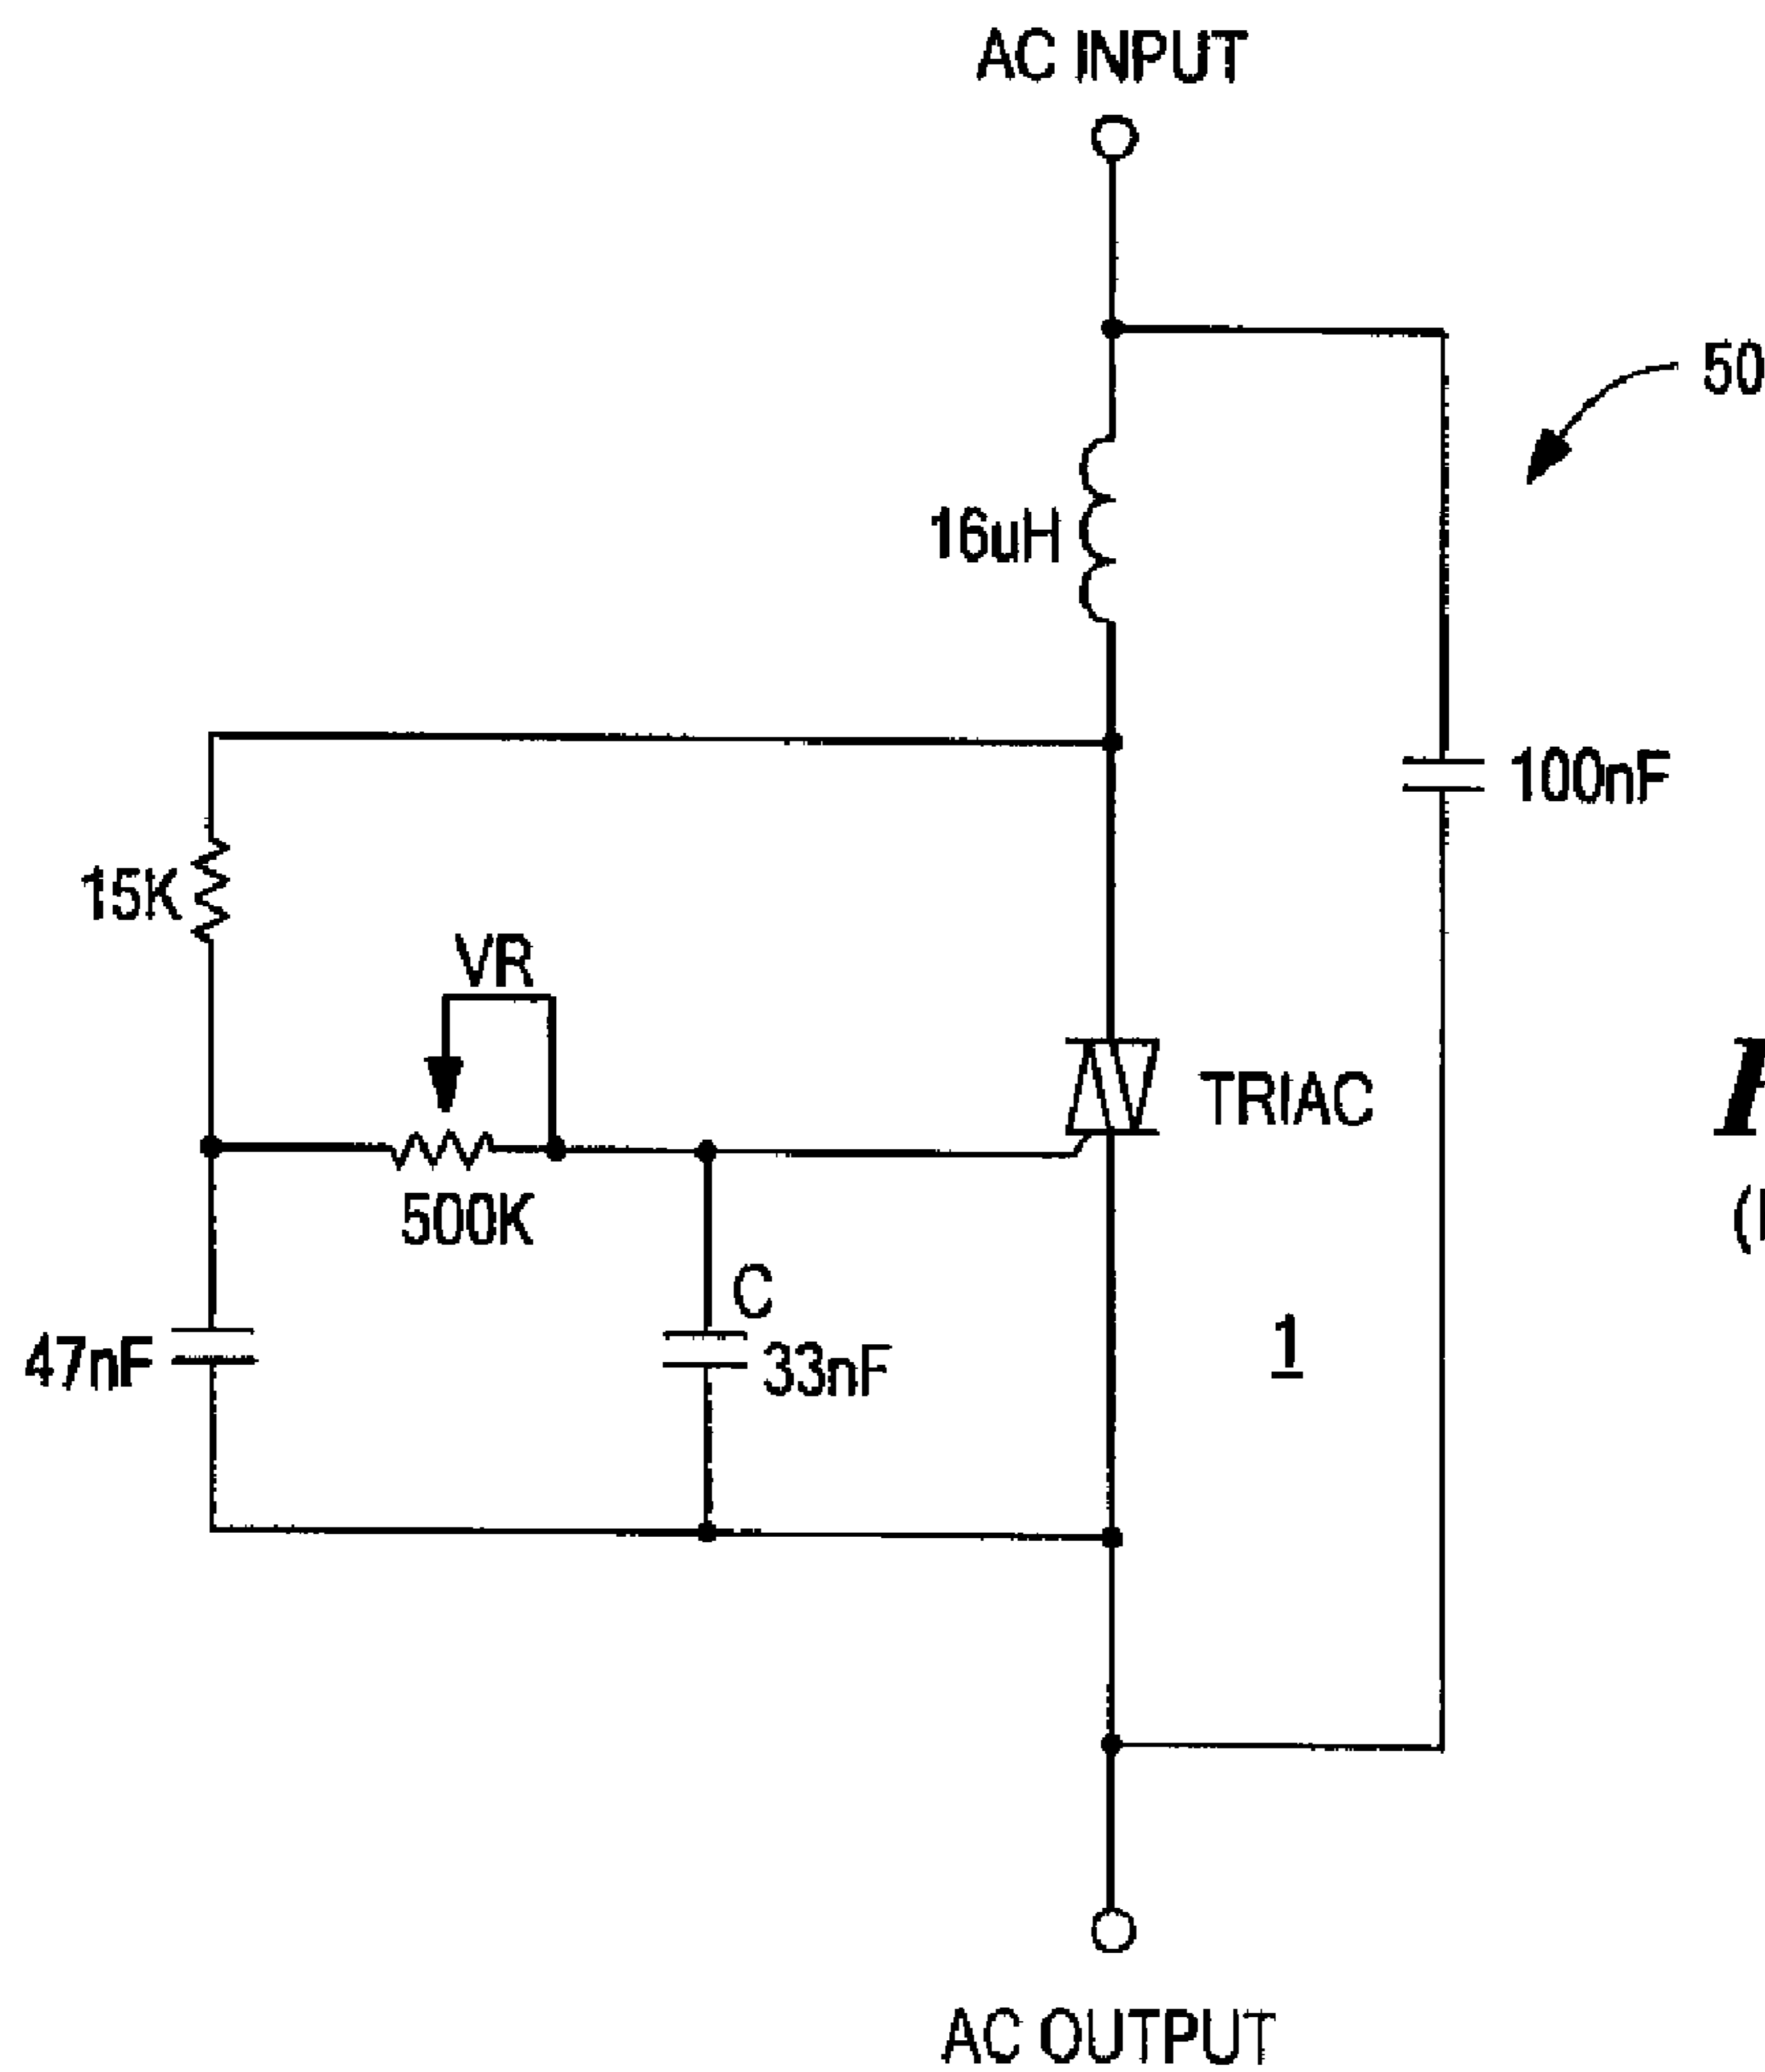 AC INPUT
50
16uH
100nF
15K
VR
TRIAC
500K
C
33nF
47nF
1
AC OUTPUT